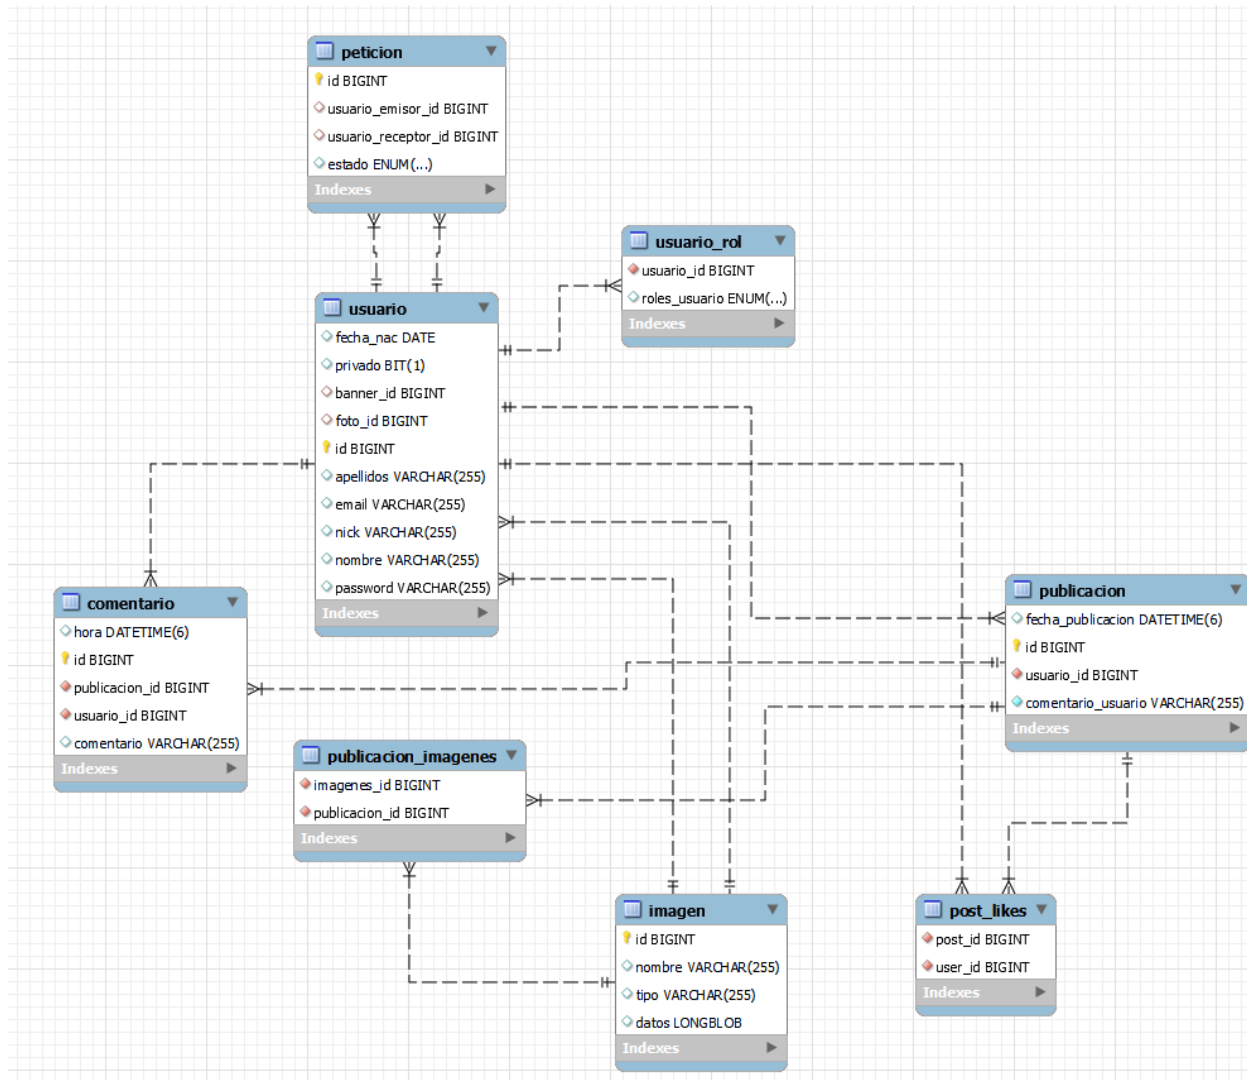 peticion
id BIGINT
usuario_emisor_id BIGINT
usuario_receptor_id BIGINT
estado ENUM(...)
Indexes
usuario_rol
usuario_id BIGINT
roles_usuario ENUM(...)
Indexes
usuario
fecha_nac DATE
privado BIT(1)
banner_id BIGINT
foto_id BIGINT
id BIGINT
apellidos VARCHAR(255)
email VARCHAR(255)
nick VARCHAR(255)
nombre VARCHAR(255)
password VARCHAR(255)
Indexes
comentario
hora DATETIME(6)
id BIGINT
publicacion_id BIGINT
usuario_id BIGINT
comentario VARCHAR(255)
Indexes
publicacion
fecha_publicacion DATETIME(6)
id BIGINT
usuario_id BIGINT
comentario_usuario VARCHAR(255)
Indexes
publicacion_imagenes
imagenes_id BIGINT
publicacion_id BIGINT
Indexes
imagen
id BIGINT
nombre VARCHAR(255)
tipo VARCHAR(255)
datos LONGBLOB
Indexes
post_likes
post_id BIGINT
user_id BIGINT
Indexes